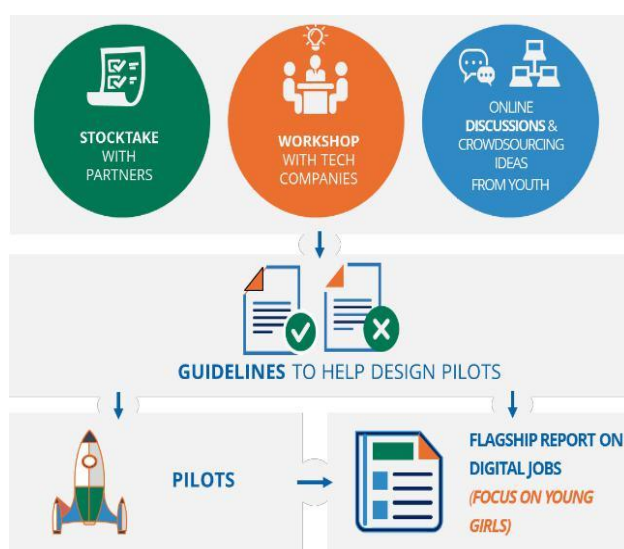 STOCKTAKE
WITH
PARTNERS
WORKSHOP
WITH TECH
COMPANIES
ONLINE
DISCUSSIONS &
CROWDSOURCING
IDEAS
FROM YOUTH
GUIDELINES TO HELP DESIGN PILOTS
PILOTS
FLAGSHIP REPORT ON
DIGITAL JOBS
(FOCUS ON YOUNG
GIRLS)